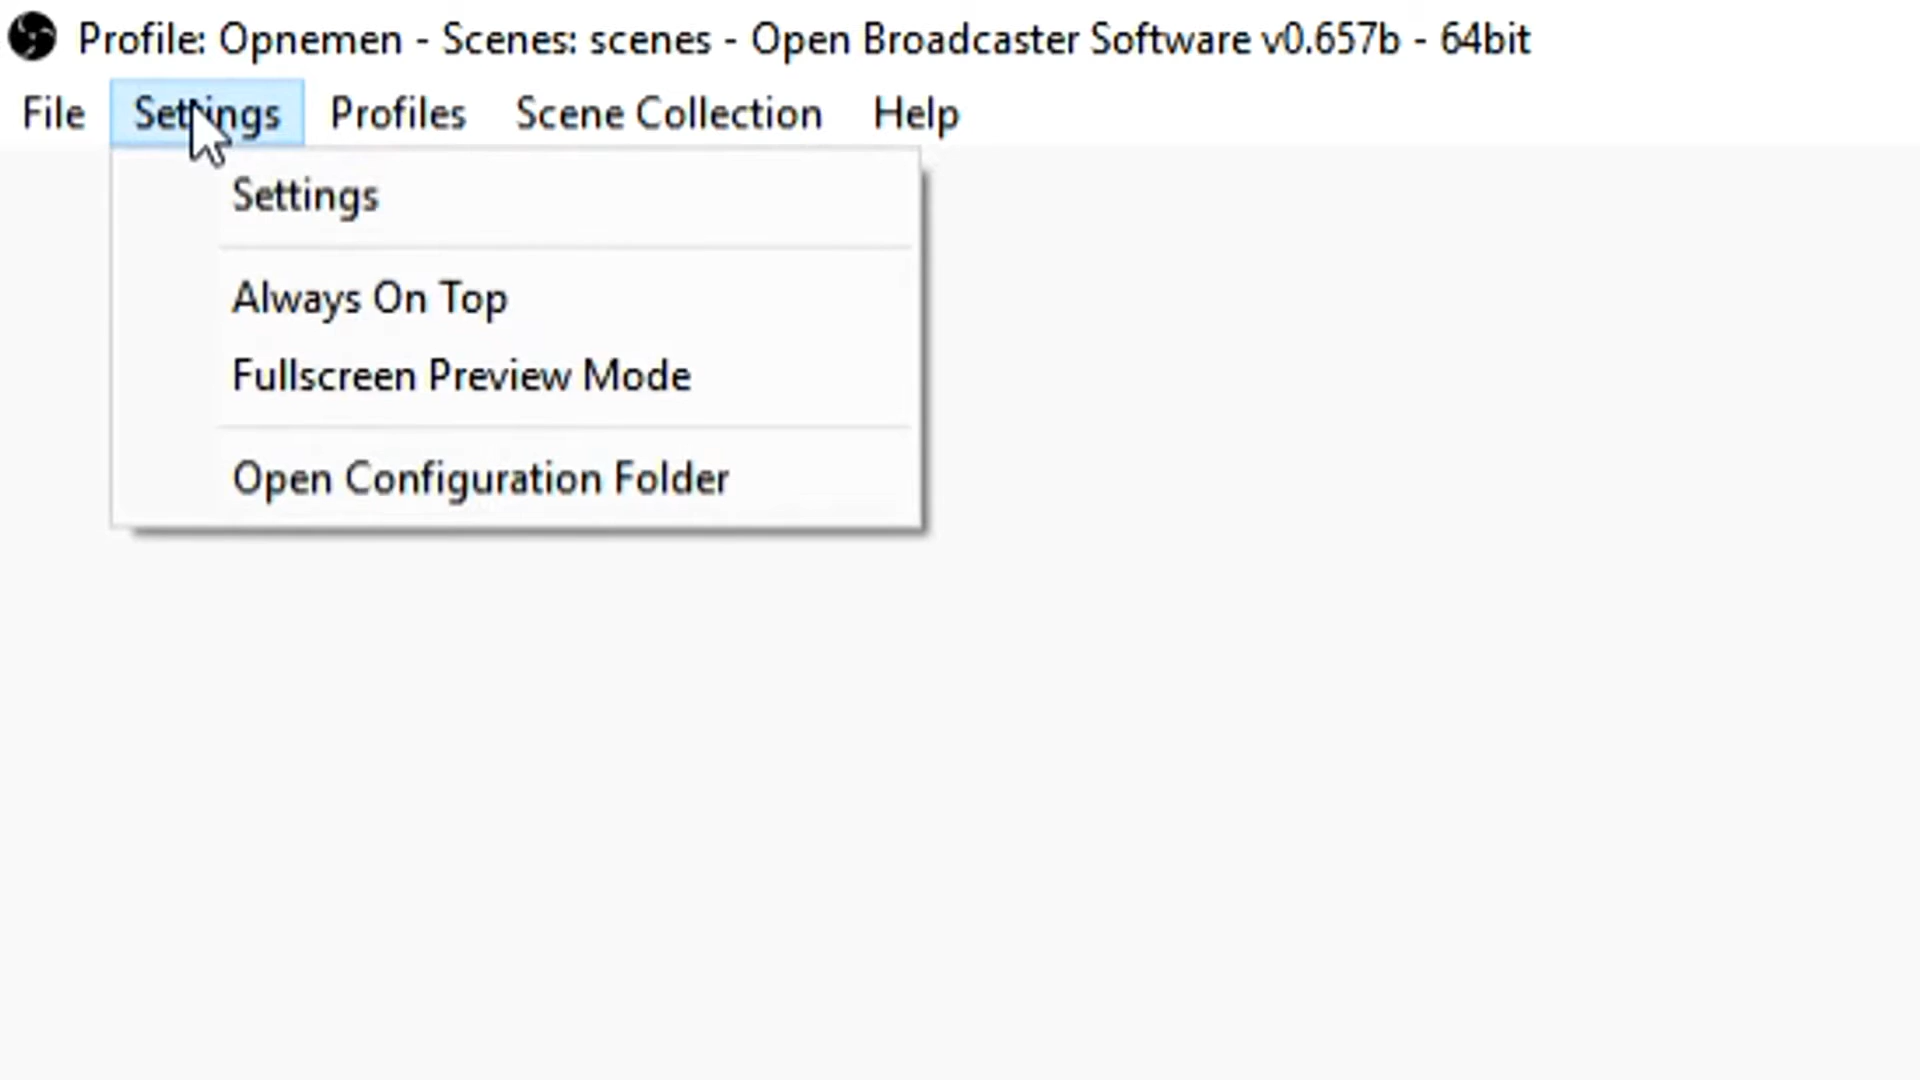 Profile: Opnemen - Scenes: scenes - Open Broadcaster Software v0.657b - 64bit
File Settings Profiles Scene Collection Help
Settings
Always On Top
Fullscreen Preview Mode
Open Configuration Folder